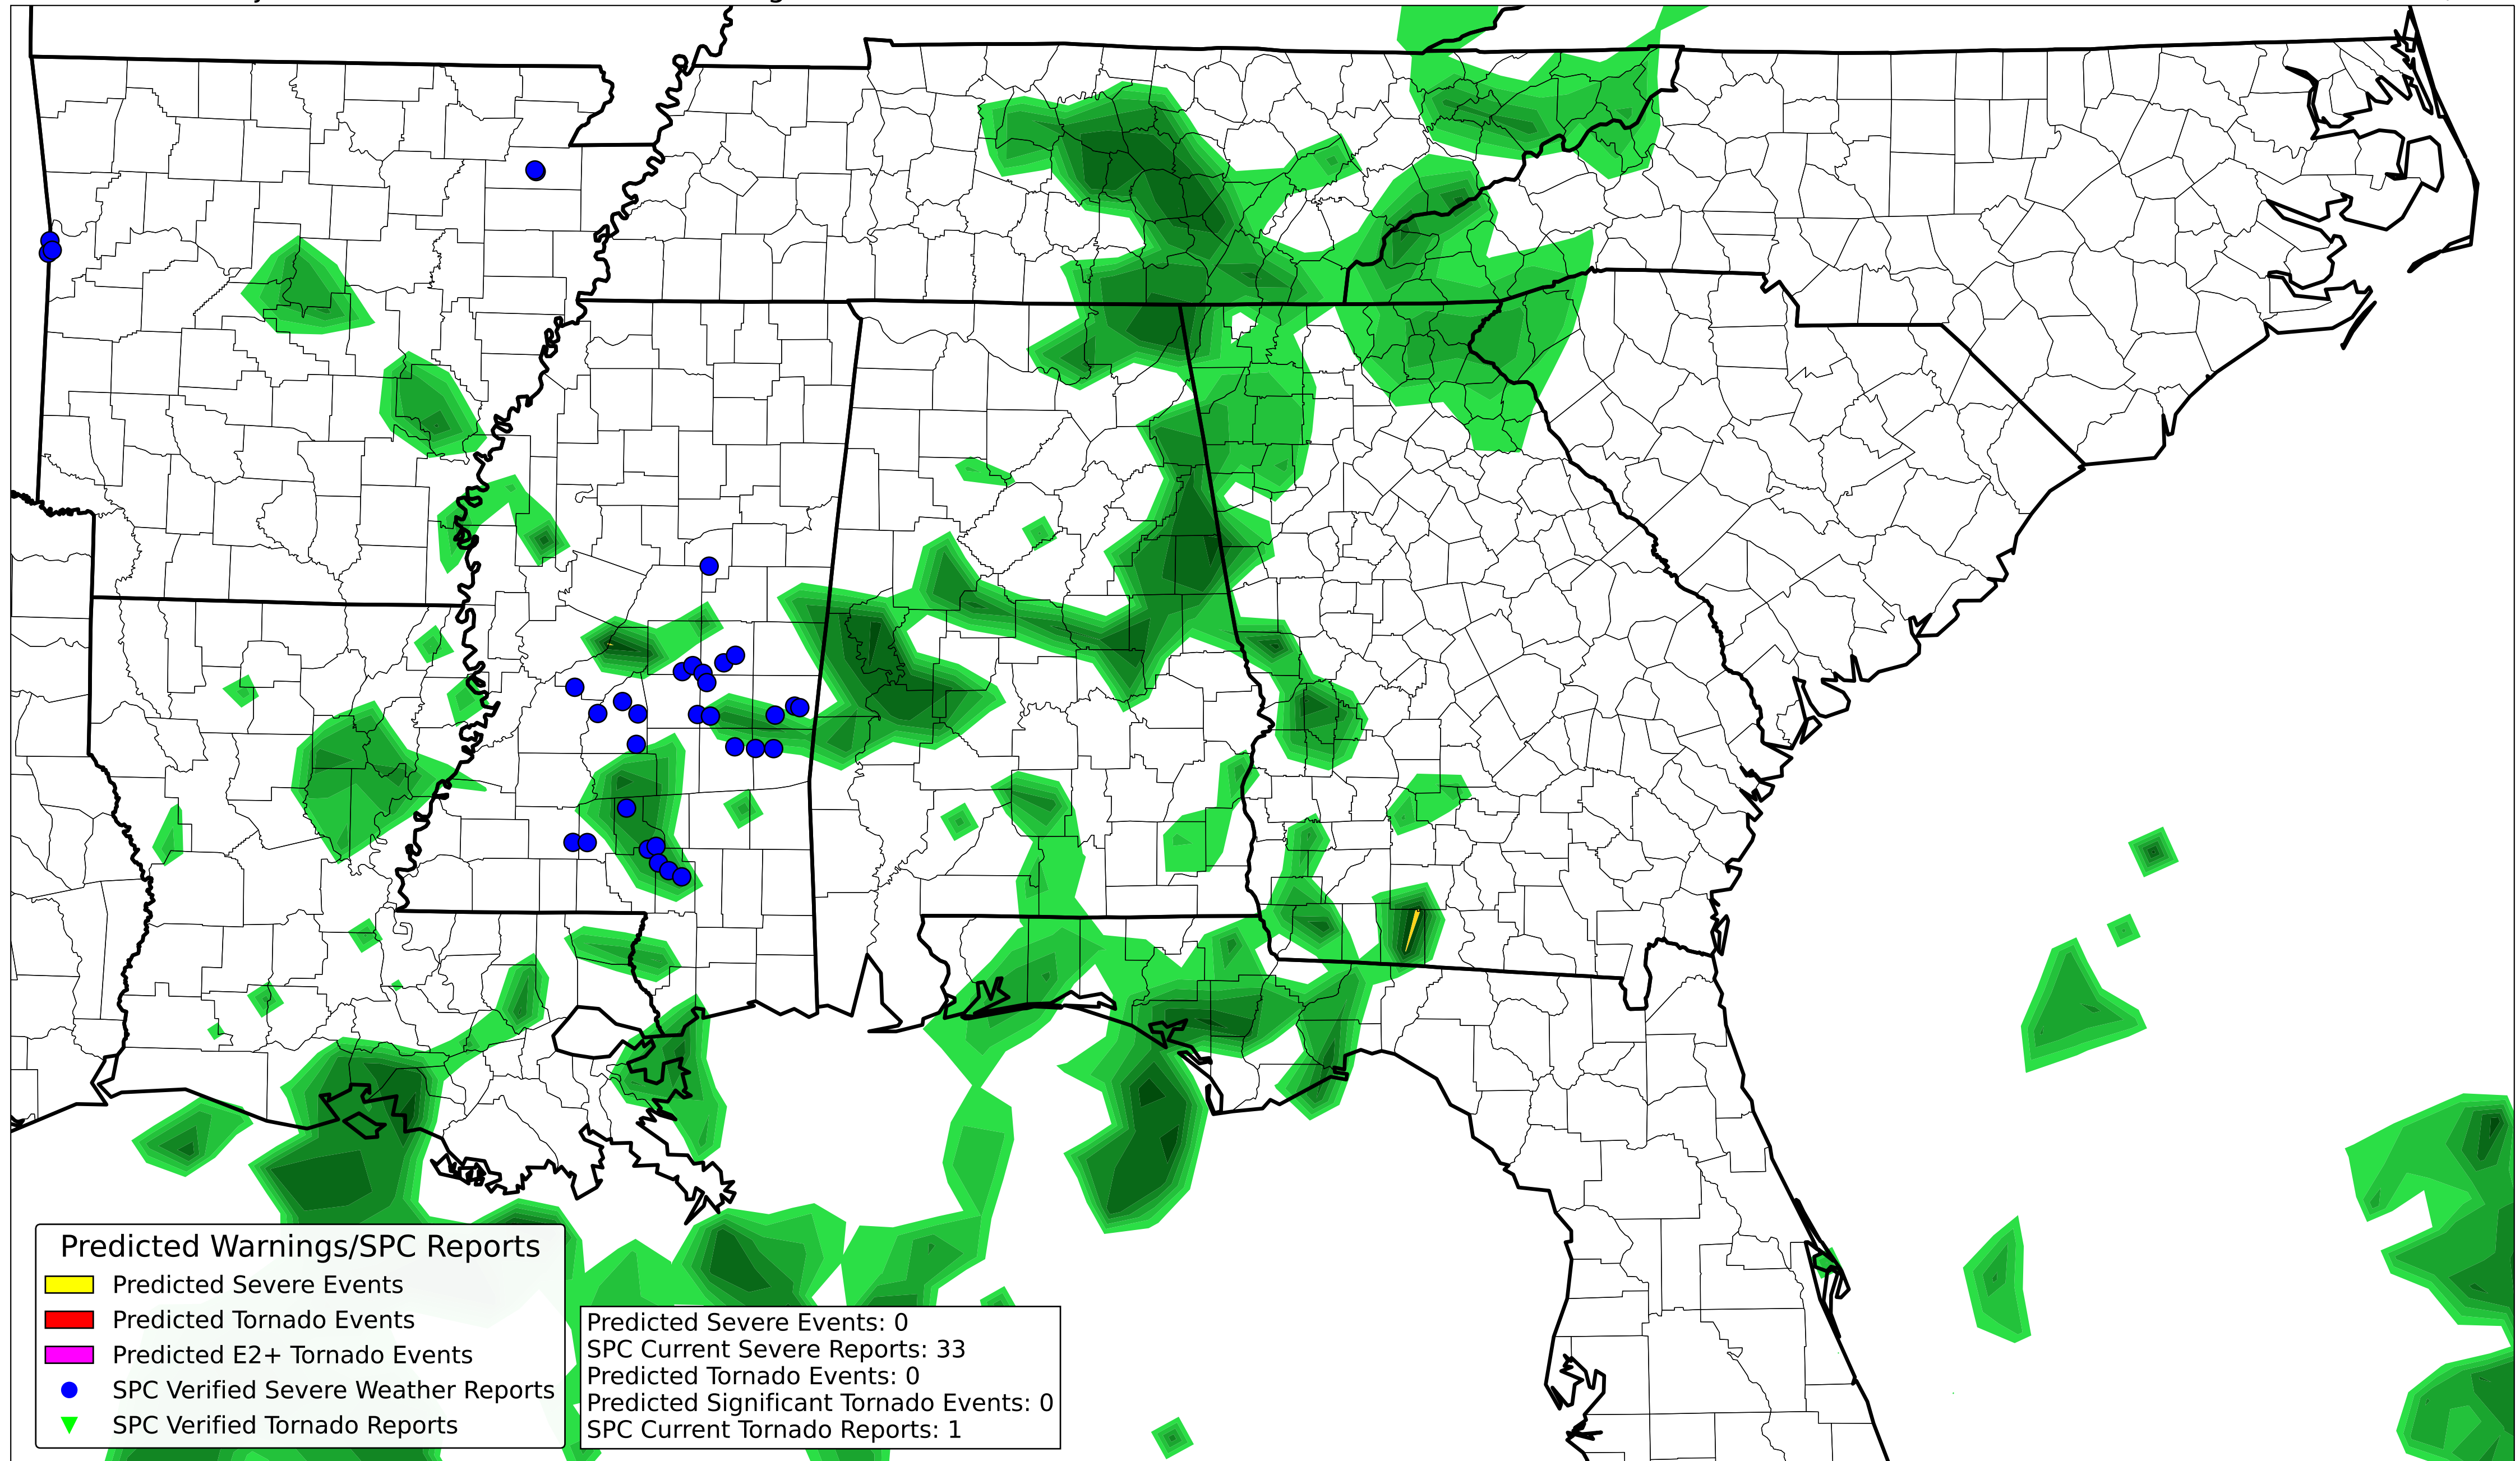 Predicted Warnings/SPC Reports
Predicted Severe Events
Predicted Tornado Events
Predicted E2+ Tornado Events
SPC Verified Severe Weather Reports
SPC Verified Tornado Reports
Predicted Severe Events: 0
SPC Current Severe Reports: 33
Predicted Tornado Events: 0
Predicted Significant Tornado Events: 0
SPC Current Tornado Reports: 1